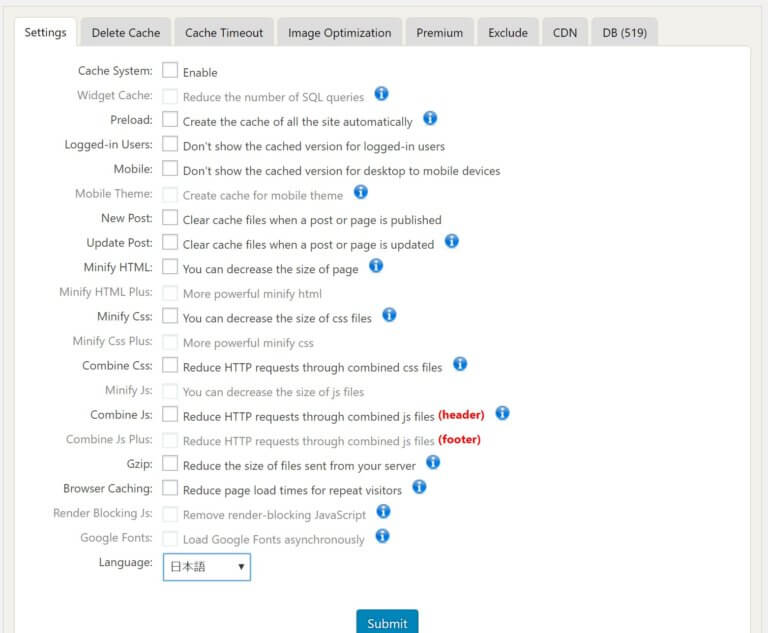 Settings Delete Cache Cache Timeout Image Optimization Premium Exclude CDN DB (519)
Cache System: Enable
Widget Cache: Reduce the number of SQL queries
Preload: Create the cache of all the site automatically
Logged-in Users: Don't show the cached version for logged-in users
Mobile: Don't show the cached version for desktop to mobile devices
Mobile Theme: Create cache for mobile theme
New Post: Clear cache files when a post or page is published
Update Post: Clear cache files when a post or page is updated
Minify HTML: You can decrease the size of page
Minify HTML Plus: More powerful minify html
Minify Css: You can decrease the size of css files
Minify Css Plus: More powerful minify css
Combine Css: Reduce HTTP requests through combined css files
Minify Js: You can decrease the size of js files
Combine Js: Reduce HTTP requests through combined js files (header)
Combine Js Plus: Reduce HTTP requests through combined js files (footer)
Gzip: Reduce the size of files sent from your server
Browser Caching: Reduce page load times for repeat visitors
Render Blocking Js: Remove render-blocking JavaScript
Google Fonts: Load Google Fonts asynchronously
Language: 日本語
Submit